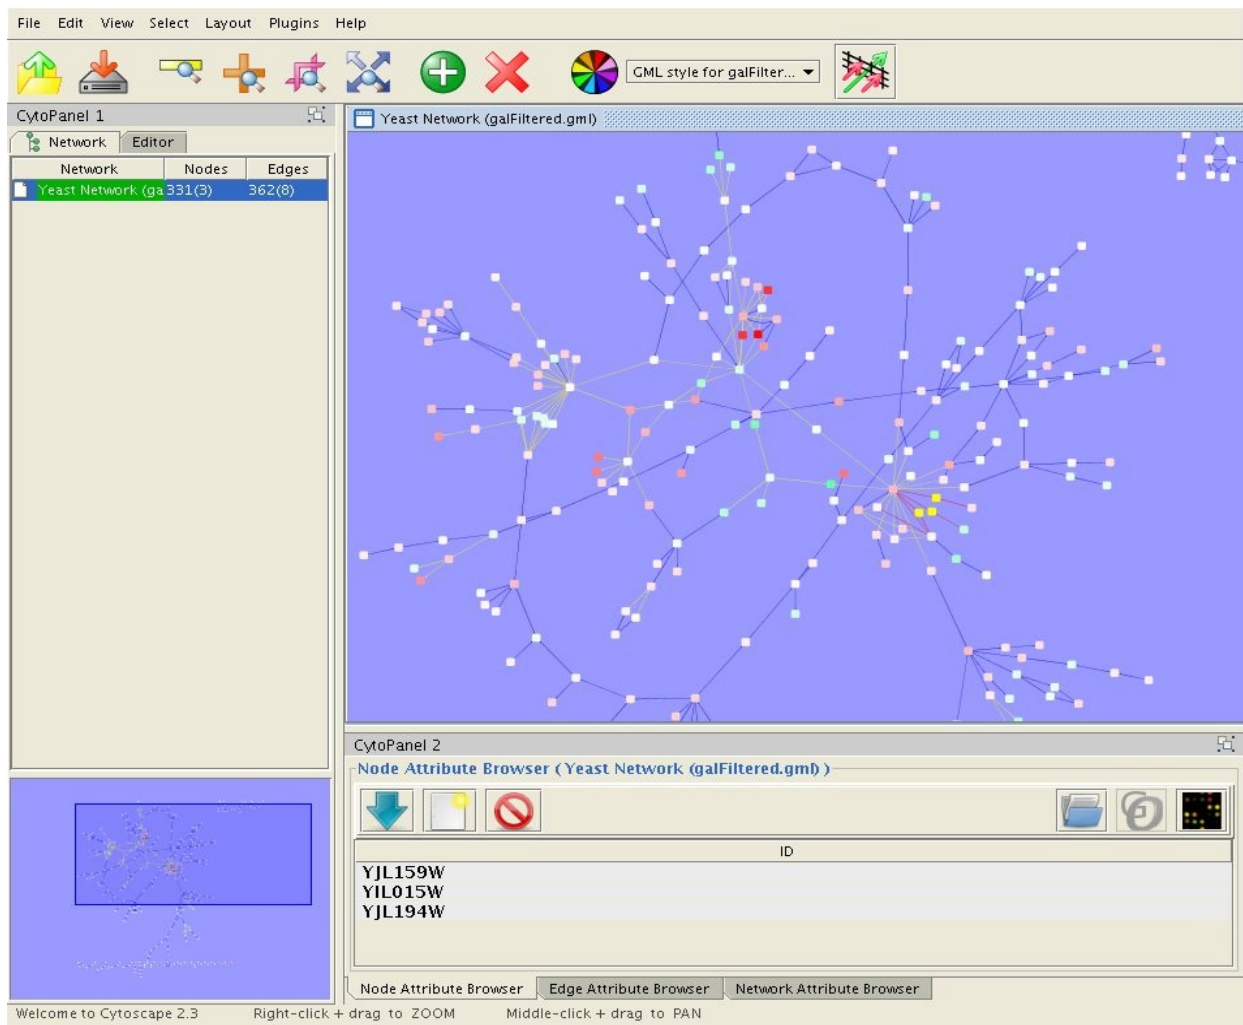 File Edit View Select Layout Plugins Help
GML style for galFilter...
CytoPanel 1
Network Editor
Network Nodes Edges
Yeast Network (ga 331(3) 362(8)
Yeast Network (galFiltered.gml)
CytoPanel 2
Node Attribute Browser ( Yeast Network (galFiltered.gml) )
ID
YJL159W
YIL015W
YJL194W
Node Attribute Browser Edge Attribute Browser Network Attribute Browser
Welcome to Cytoscape 2.3 Right-click + drag to ZOOM Middle-click + drag to PAN